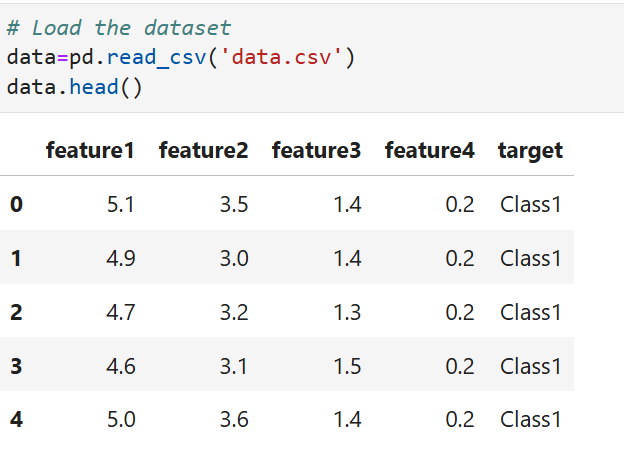 # Load the dataset
data=pd.read_csv('data.csv')
data.head()
feature1 feature2 feature3 feature4 target
0 5.1 3.5 1.4 0.2 Class1
1 4.9 3.0 1.4 0.2 Class1
2 4.7 3.2 1.3 0.2 Class1
3 4.6 3.1 1.5 0.2 Class1
4 5.0 3.6 1.4 0.2 Class1